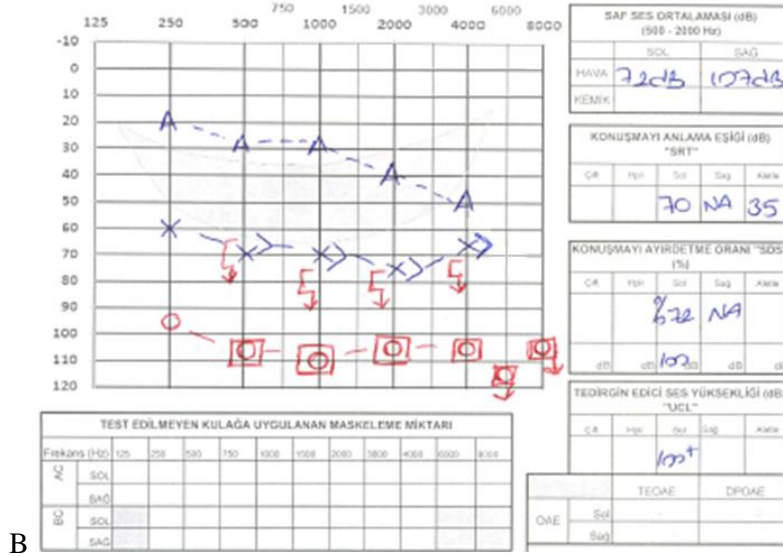 750 1500 3000 6000
125 250 500 1000 2000 4000 8000
-10
0
10
20
30
40
50
60
70
80
90
100
110
120
SAF SES ORTALAMASI (dB)
(500 - 2000 Hz)
SOL SAĞ
HAVA 72dB 107dB
KEMİK
KONUŞMAYI ANLAMA EŞİĞİ (dB)
"SRT"
Çift Hpr Sol Sağ Aletle
70 NA 35
KONUŞMAYI AYIRDETME ORANI "SDS"
(%)
Çift Hpr Sol Sağ Aletle
%72 NA
dB dB 100 dB dB
TEDİRGİN EDİCİ SES YÜKSEKLİĞİ (dB)
"UCL"
Çift Hpr Sol Sağ Aletle
100+
TEOAE DPOAE
OAE Sol
Sağ
TEST EDİLMEYEN KULAĞA UYGULANAN MASKELEME MİKTARI
Frekans (Hz) 125 250 500 750 1000 1500 2000 3000 4000 6000 8000
AC SOL
SAĞ
BC SOL
SAĞ
B